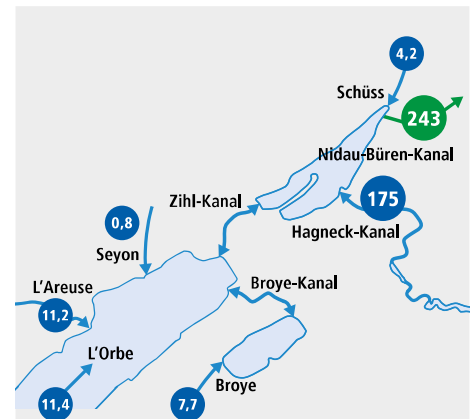 4,2
Schüss
243
Nidau-Büren-Kanal
Zihl-Kanal
175
0,8
Hagneck-Kanal
Seyon
L'Areuse
Broye-Kanal
11,2
L'Orbe
Broye
11,4
7,7